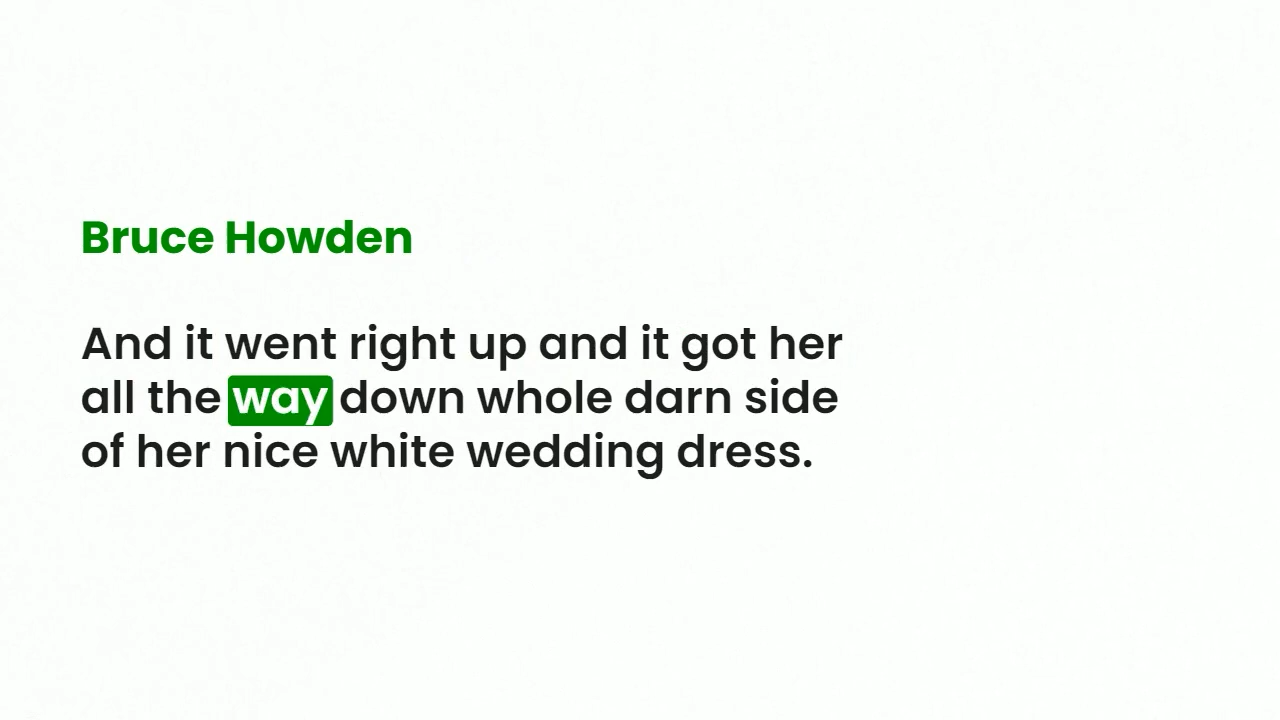 Bruce Howden
And it went right up and it got her
all the way down whole darn side
of her nice white wedding dress.